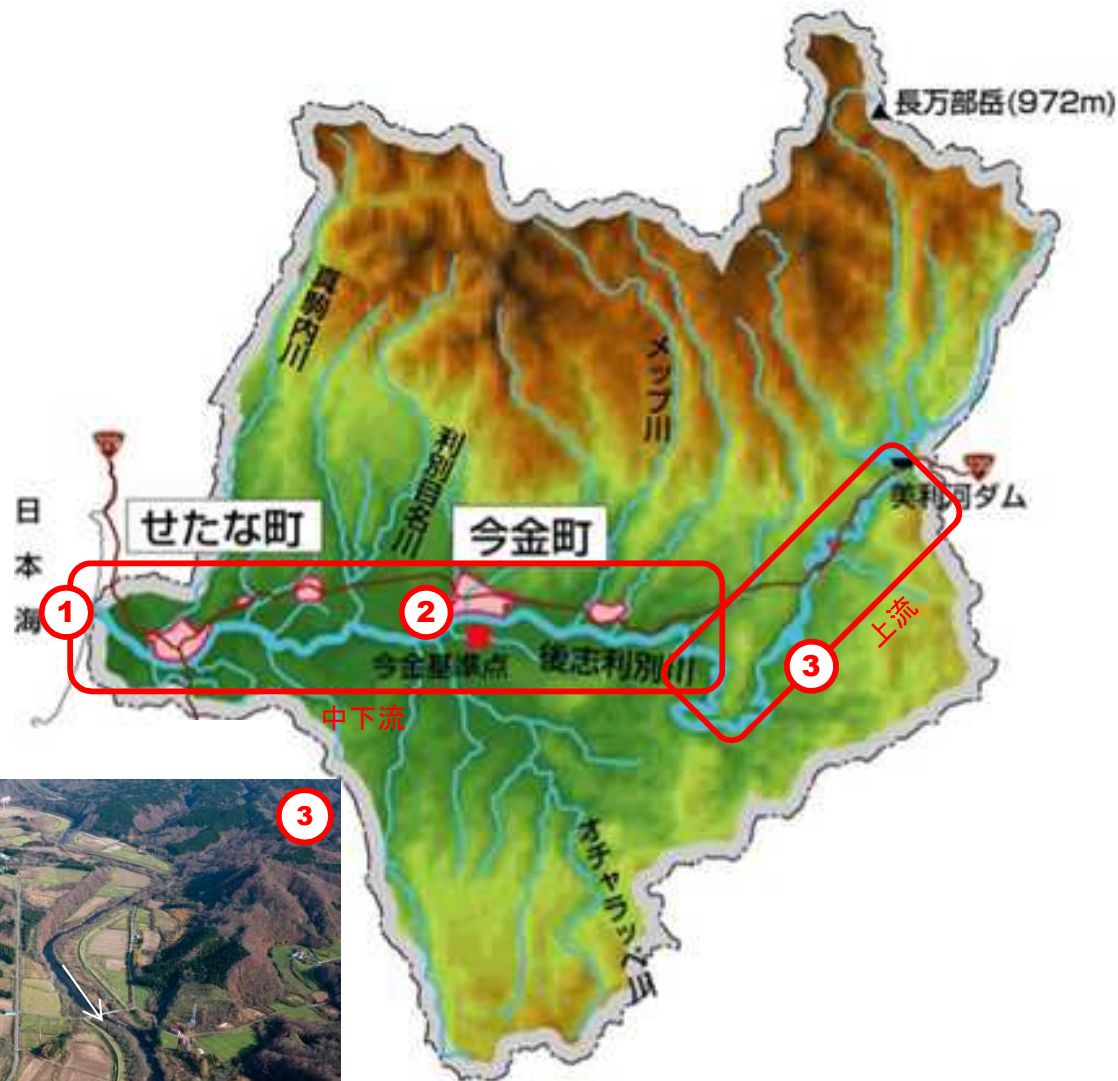 長万部岳(972m)
真駒内川
メップ川
利別目名川
美利河ダム
日本海
せたな町
今金町
1
2
上流
3
今金基準点
後志利別川
中下流
オチャラッペ川
3